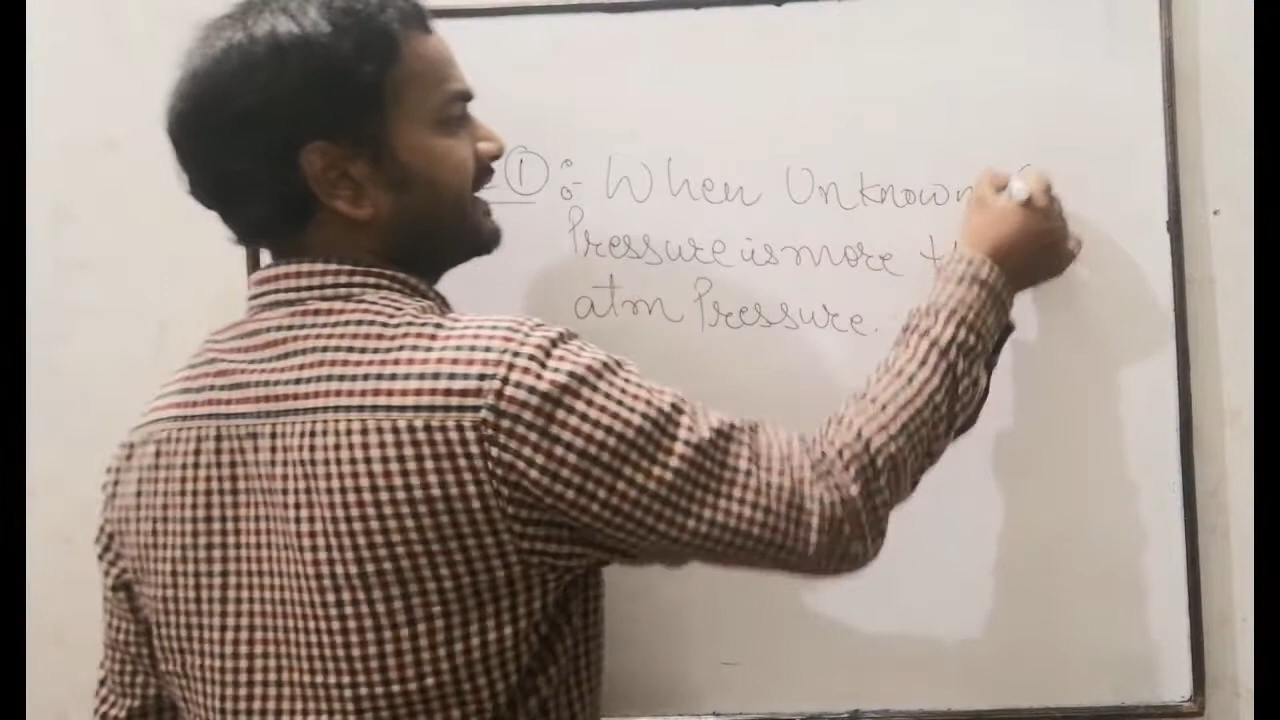 ① :- When Unknown
Pressure is more
atm Pressure.